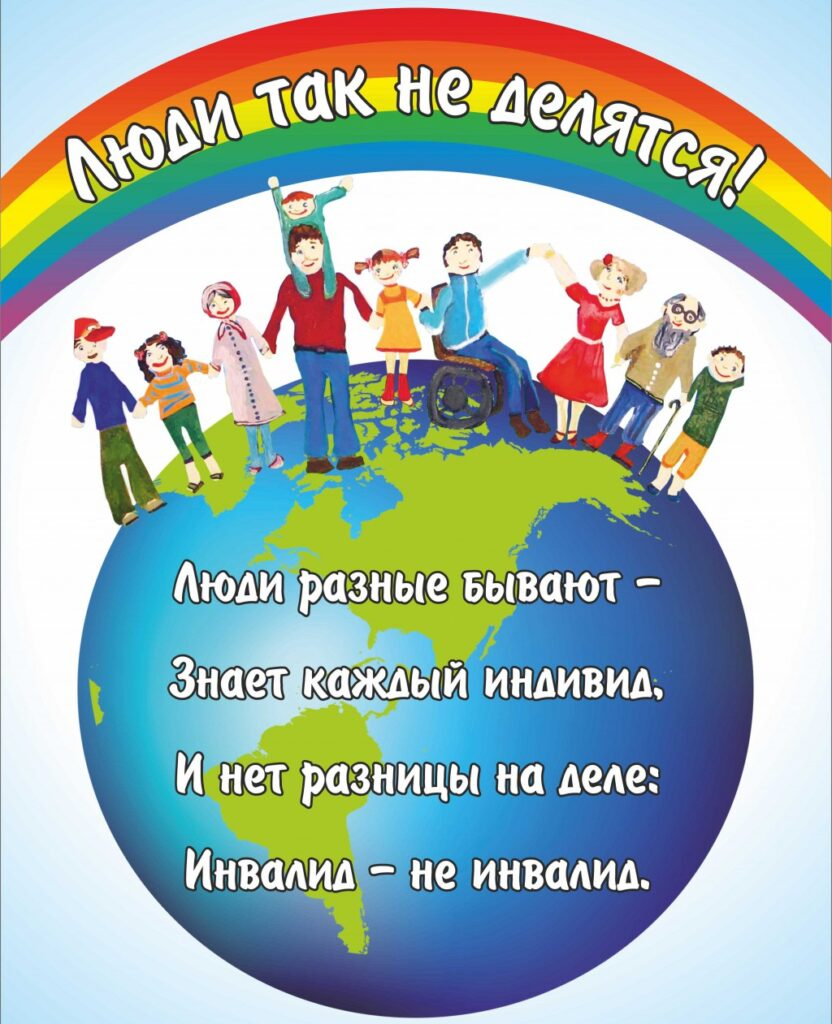 Люди так не делятся!
Люди разные бывают –
Знает каждый индивид,
И нет разницы на деле:
Инвалид – не инвалид.